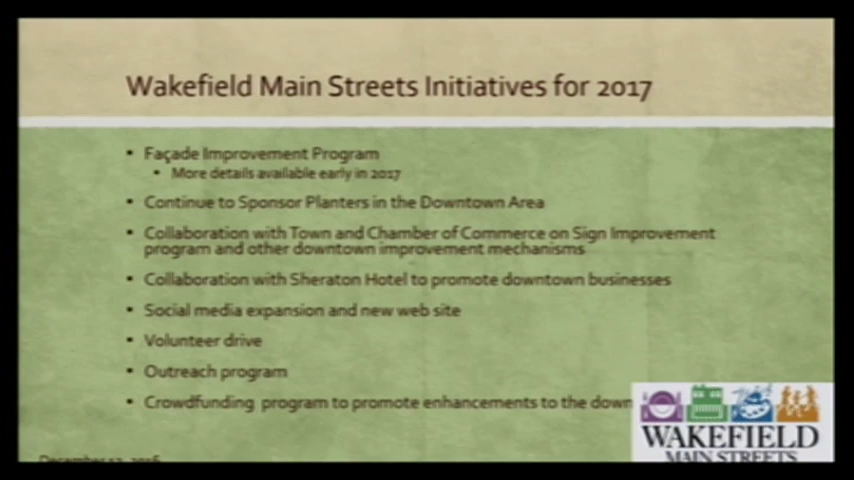 Wakefield Main Streets Initiatives for 2017
▪ Façade Improvement Program
▪ More details available early in 2017
▪ Continue to Sponsor Planters in the Downtown Area
▪ Collaboration with Town and Chamber of Commerce on Sign Improvement
program and other downtown improvement mechanisms
▪ Collaboration with Sheraton Hotel to promote downtown businesses
▪ Social media expansion and new web site
▪ Volunteer drive
▪ Outreach program
▪ Crowdfunding program to promote enhancements to the down
WAKEFIELD
MAIN STREETS
December 12, 2016